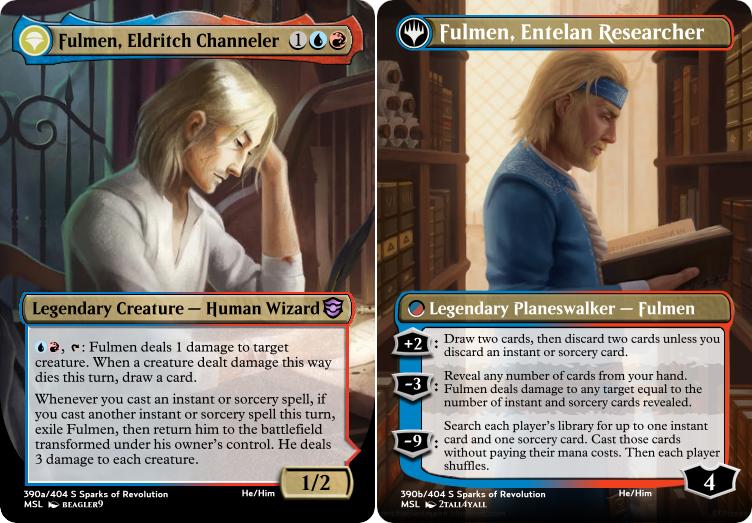 Fulmen, Eldritch Channeler 1
Legendary Creature — Human Wizard
, : Fulmen deals 1 damage to target
creature. When a creature dealt damage this way
dies this turn, draw a card.
Whenever you cast an instant or sorcery spell, if
you cast another instant or sorcery spell this turn,
exile Fulmen, then return him to the battlefield
transformed under his owner's control. He deals
3 damage to each creature.
1/2
390a/404 S Sparks of Revolution He/Him
MSL BEAGLER9
Fulmen, Entelan Researcher
Legendary Planeswalker — Fulmen
+2 : Draw two cards, then discard two cards unless you
discard an instant or sorcery card.
-3 : Reveal any number of cards from your hand.
Fulmen deals damage to any target equal to the
number of instant and sorcery cards revealed.
-9 : Search each player's library for up to one instant
card and one sorcery card. Cast those cards
without paying their mana costs. Then each player
shuffles.
4
390b/404 S Sparks of Revolution He/Him
MSL 2TALL4YALL